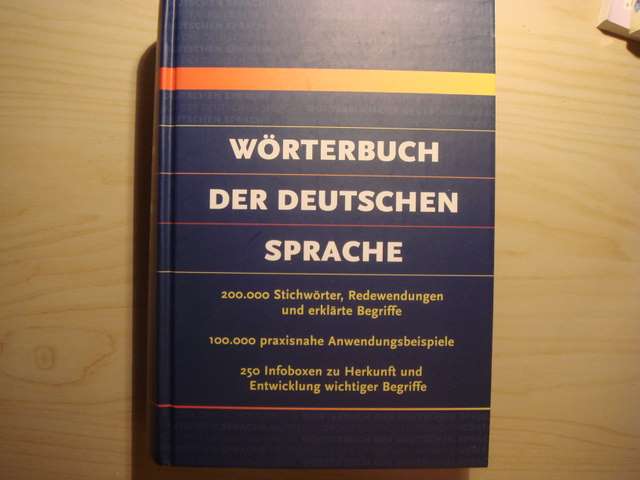 WÖRTERBUCH
DER DEUTSCHEN
SPRACHE
200.000 Stichwörter, Redewendungen
und erklärte Begriffe
100.000 praxisnahe Anwendungsbeispiele
250 Infoboxen zu Herkunft und
Entwicklung wichtiger Begriffe